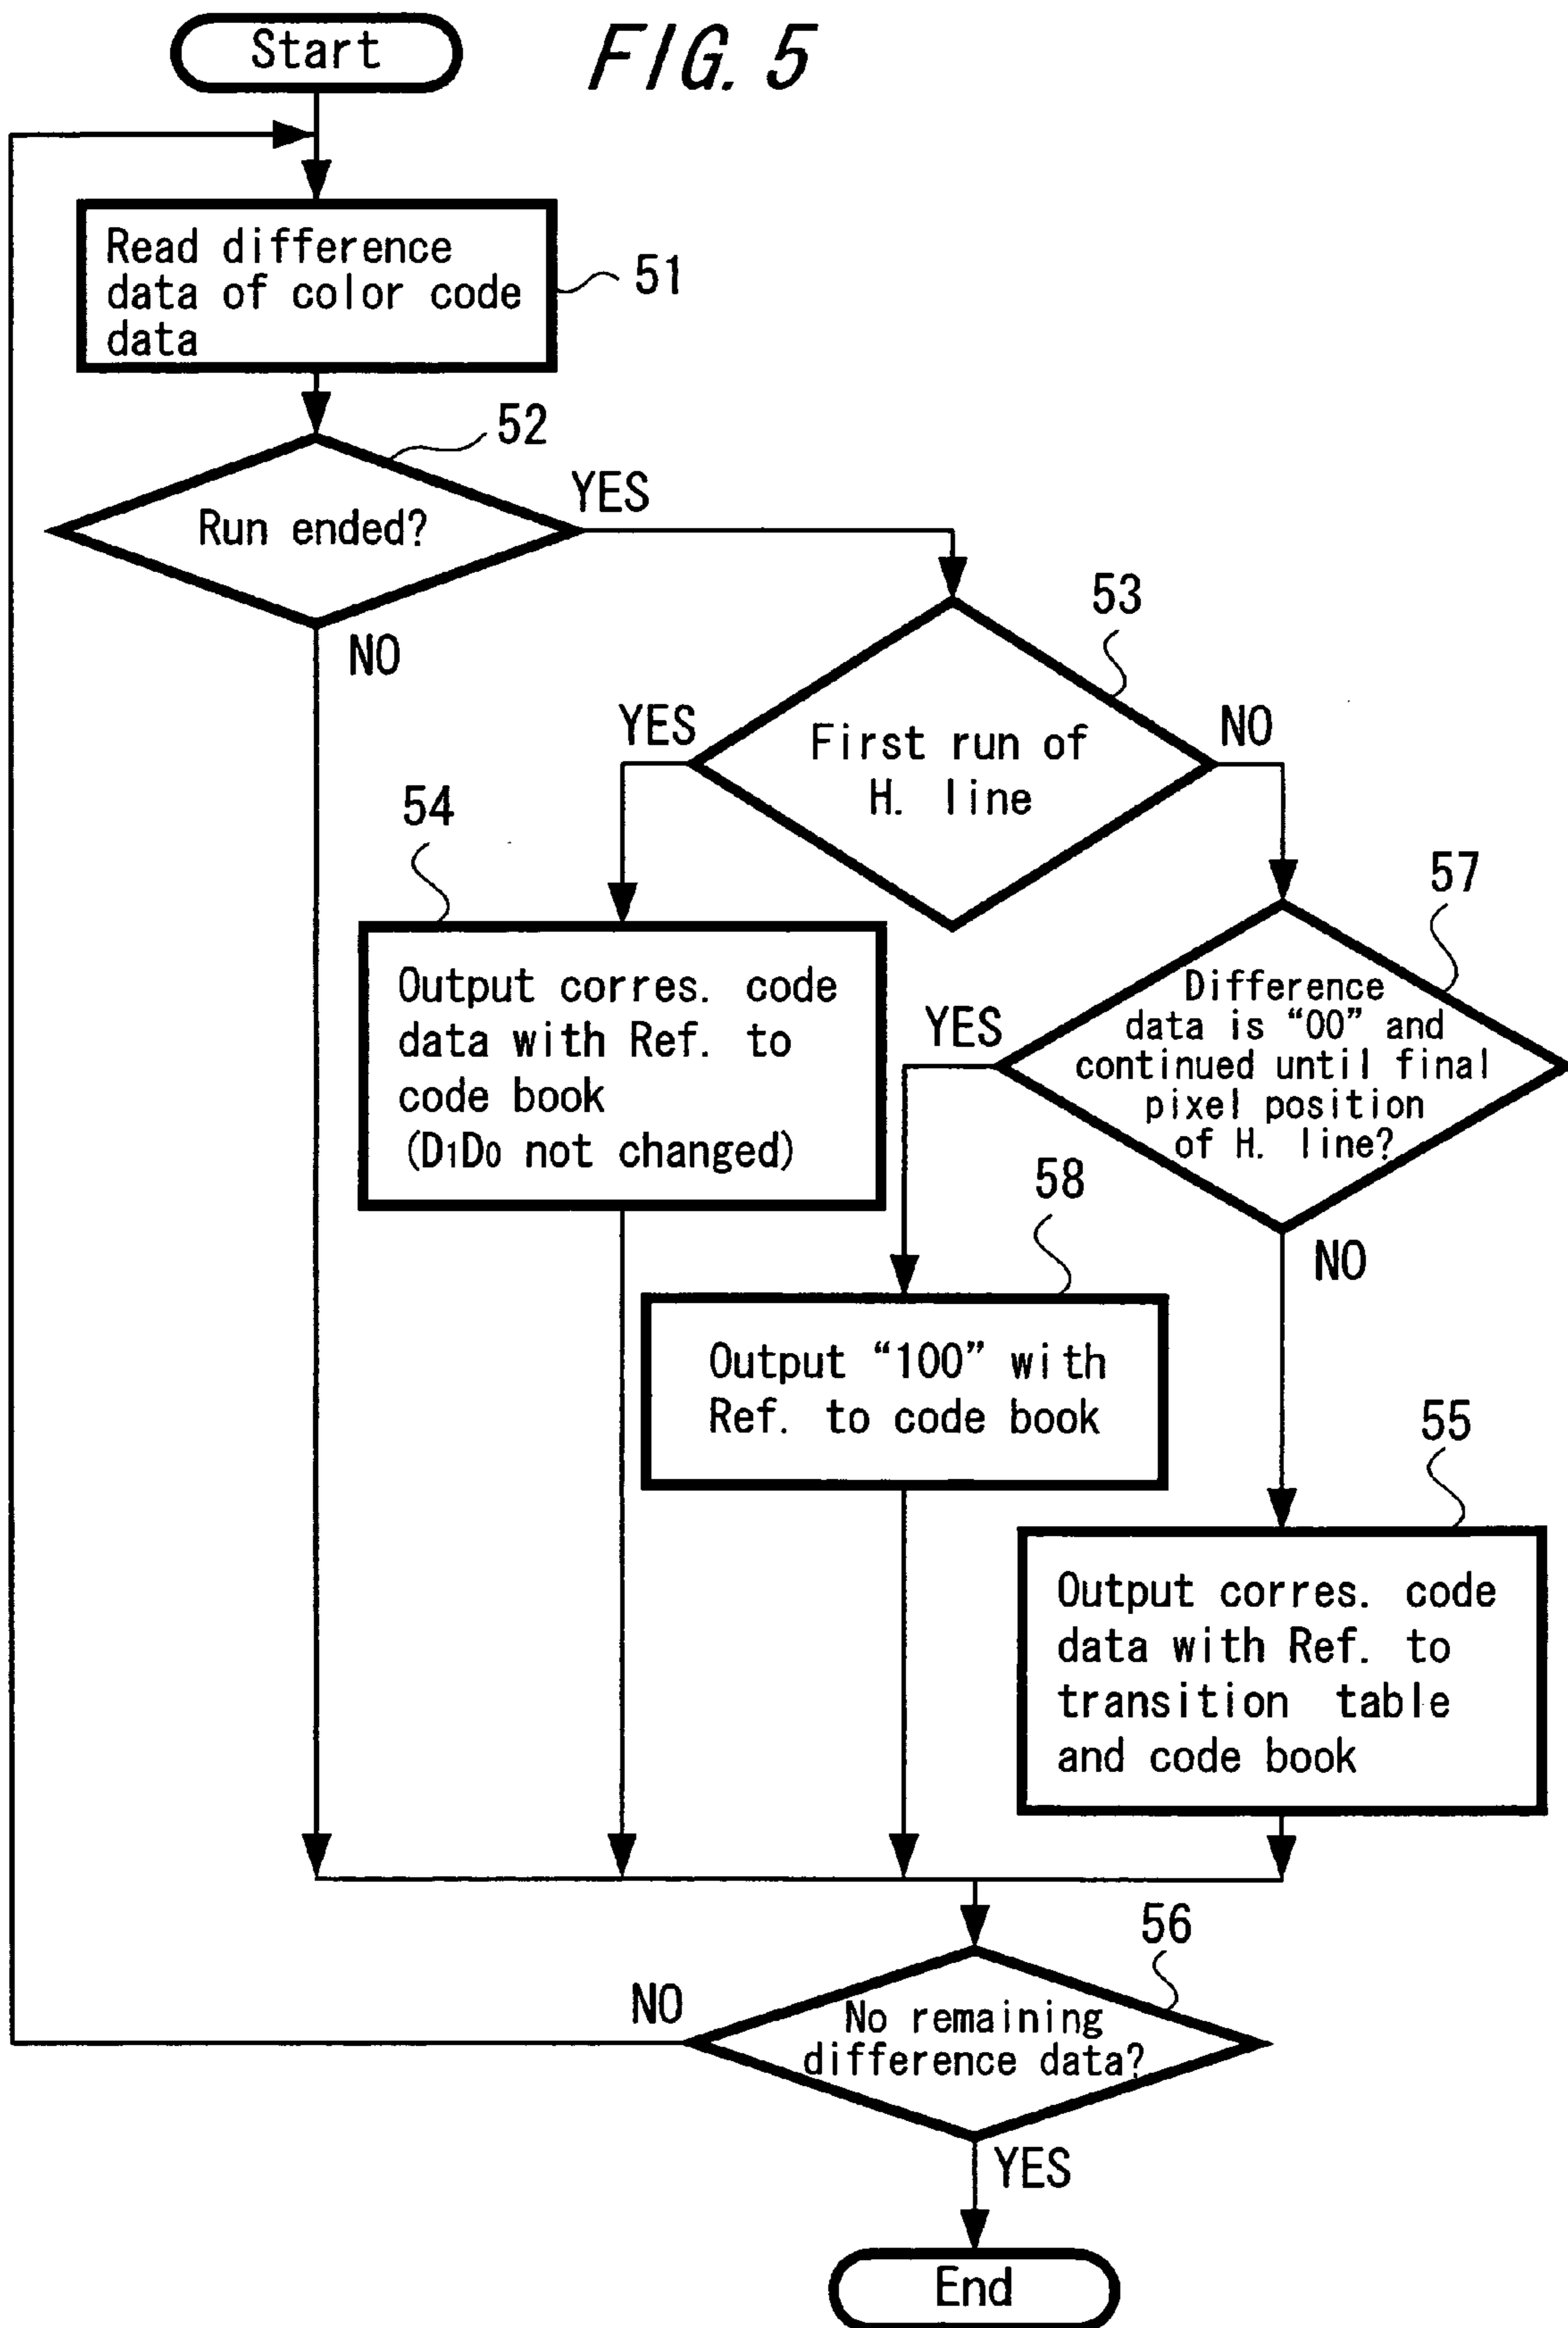 Start
FIG. 5
Read difference
data of color code
data
51
52
Run ended?
YES
NO
53
First run of
H. line
YES
NO
54
Output corres. code
data with Ref. to
code book
(D1D0 not changed)
57
Difference
data is “00” and
continued until final
pixel position
of H. line?
YES
NO
58
Output “100” with
Ref. to code book
55
Output corres. code
data with Ref. to
transition table
and code book
56
No remaining
difference data?
NO
YES
End